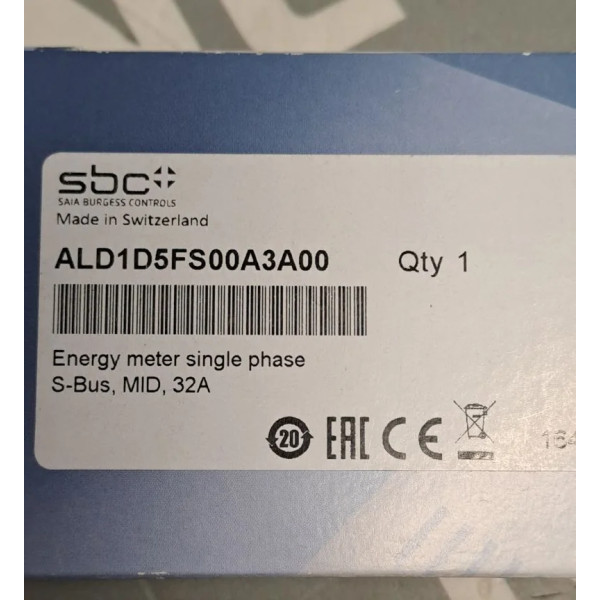 sbc
SAIA BURGESS CONTROLS
Made in Switzerland
ALD1D5FS00A3A00 Qty 1
Energy meter single phase
S-Bus, MID, 32A
20 EAC CE 164